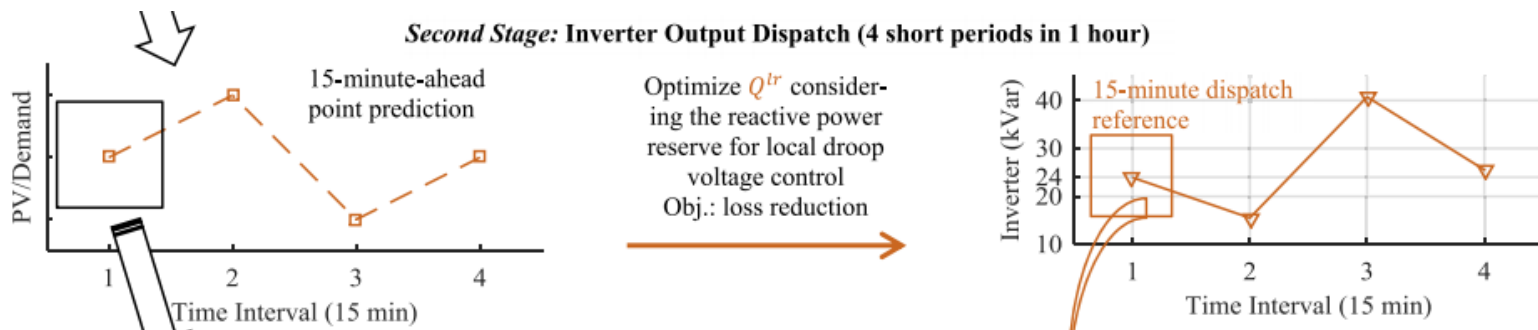 Second Stage: Inverter Output Dispatch (4 short periods in 1 hour)
15-minute-ahead
point prediction
PV/Demand
1 2 3 4
Time Interval (15 min)
Optimize Q^{tr} consider-
ing the reactive power
reserve for local droop
voltage control
Obj.: loss reduction
15-minute dispatch
reference
Inverter (kVar)
40
30
24
20
10
1 2 3 4
Time Interval (15 min)